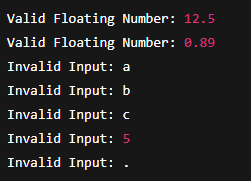 Valid Floating Number: 12.5
Valid Floating Number: 0.89
Invalid Input: a
Invalid Input: b
Invalid Input: c
Invalid Input: 5
Invalid Input: .